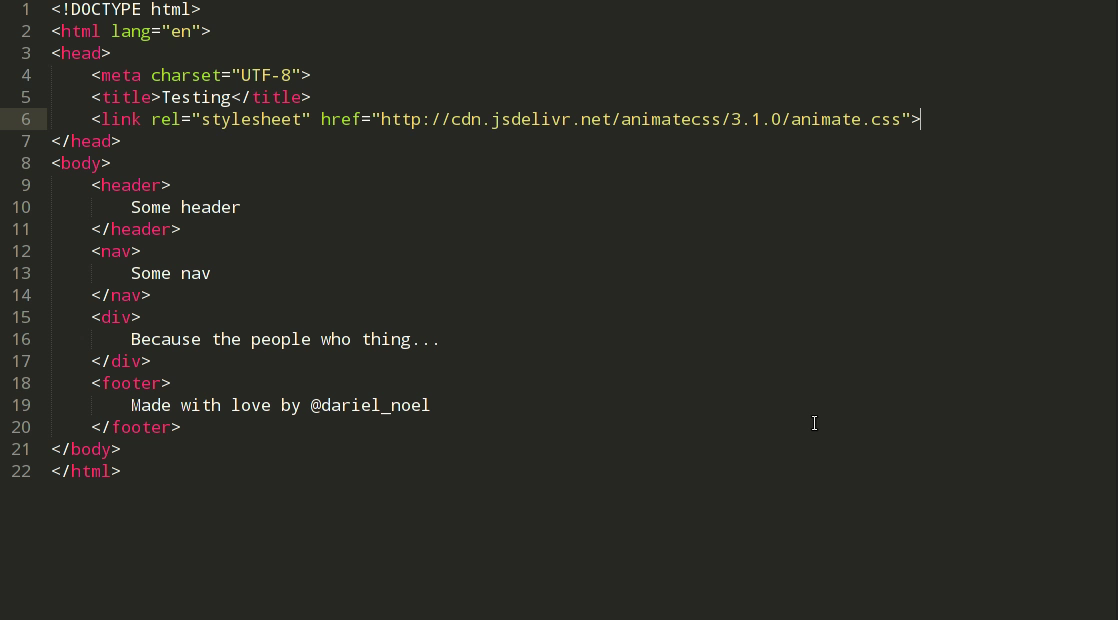 1 <!DOCTYPE html>
2 <html lang="en">
3 <head>
4     <meta charset="UTF-8">
5     <title>Testing</title>
6     <link rel="stylesheet" href="http://cdn.jsdelivr.net/animatecss/3.1.0/animate.css">
7 </head>
8 <body>
9     <header>
10         Some header
11     </header>
12     <nav>
13         Some nav
14     </nav>
15     <div>
16         Because the people who thing...
17     </div>
18     <footer>
19         Made with love by @dariel_noel
20     </footer>
21 </body>
22 </html>